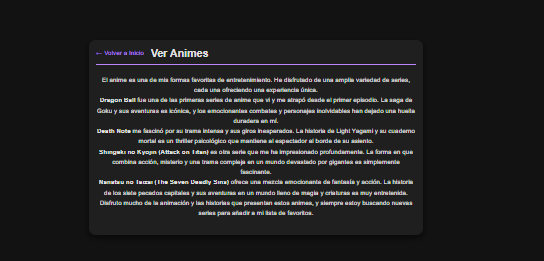 ← Volver a Inicio Ver Animes
El anime es una de mis formas favoritas de entretenimiento. He disfrutado de una amplia variedad de series,
cada una ofreciendo una experiencia única.
Dragon Ball fue una de las primeras series de anime que vi y me atrapó desde el primer episodio. La saga de
Goku y sus aventuras es icónica, y los emocionantes combates y personajes inolvidables han dejado una huella
duradera en mí.
Death Note me fascinó por su trama intensa y sus giros inesperados. La historia de Light Yagami y su cuaderno
mortal es un thriller psicológico que mantiene al espectador al borde de su asiento.
Shingeki no Kyojin (Attack on Titan) es otra serie que me ha impresionado profundamente. La forma en que
combina acción, misterio y una trama compleja en un mundo devastado por gigantes es simplemente
fascinante.
Nanatsu no Taizai (The Seven Deadly Sins) ofrece una mezcla emocionante de fantasía y acción. La historia
de los siete pecados capitales y sus aventuras en un mundo lleno de magia y criaturas es muy entretenida.
Disfruto mucho de la animación y las historias que presentan estos animes, y siempre estoy buscando nuevas
series para añadir a mi lista de favoritos.